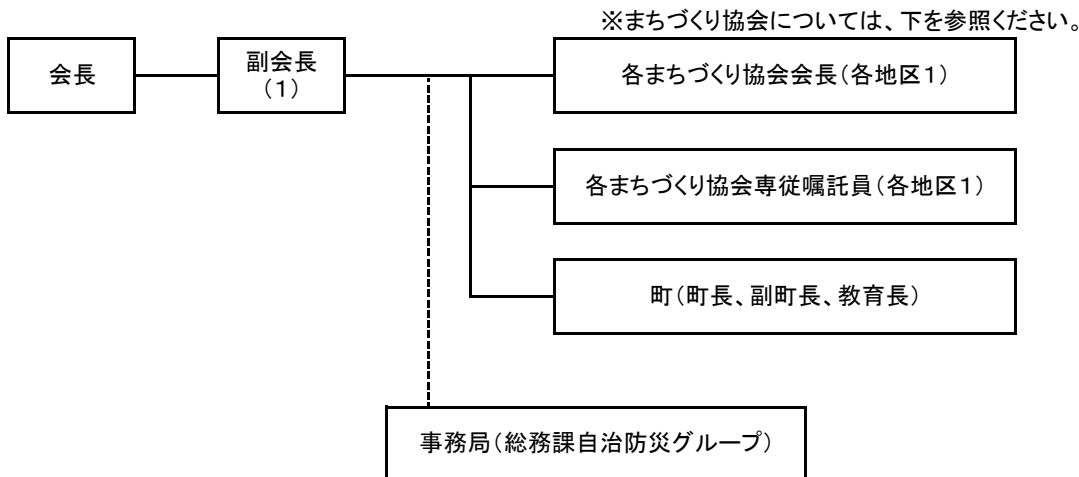 ※まちづくり協会については、下を参照ください。
会長
副会長
（１）
各まちづくり協会会長（各地区１）
各まちづくり協会専従嘱託員（各地区１）
町（町長、副町長、教育長）
事務局（総務課自治防災グループ）